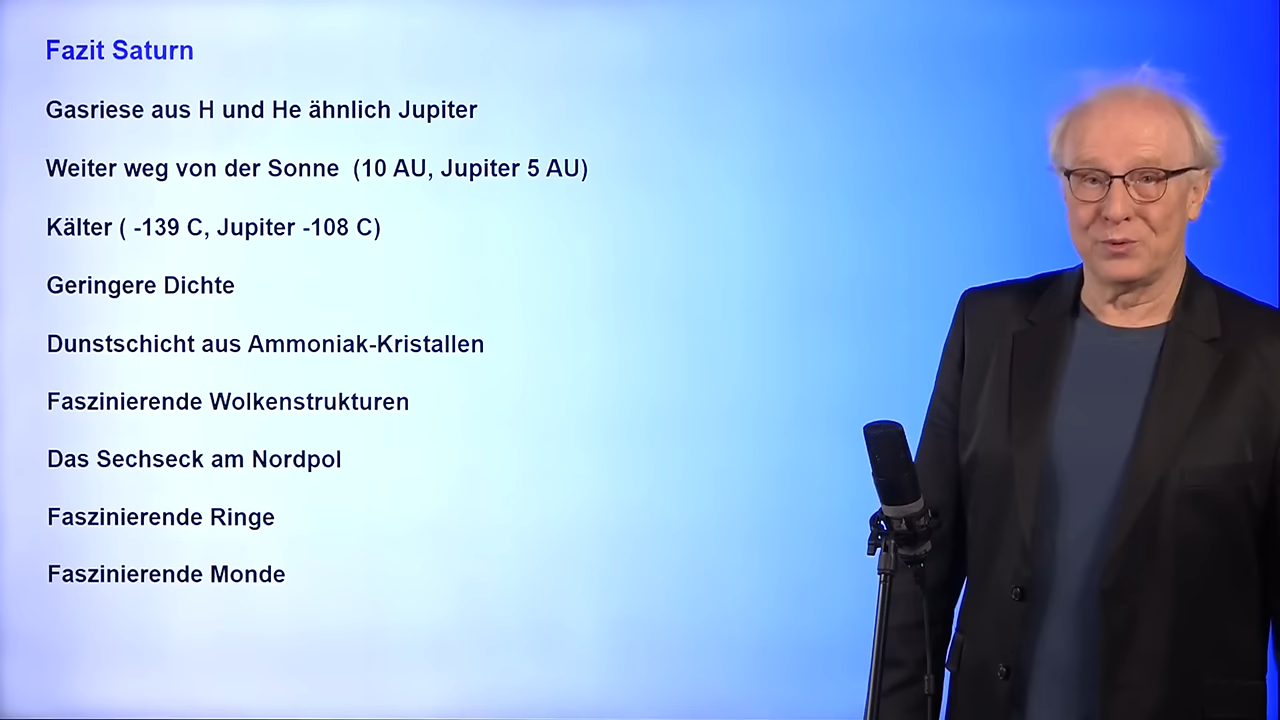 Fazit Saturn
Gasriese aus H und He ähnlich Jupiter
Weiter weg von der Sonne (10 AU, Jupiter 5 AU)
Kälter ( -139 C, Jupiter -108 C)
Geringere Dichte
Dunstschicht aus Ammoniak-Kristallen
Faszinierende Wolkenstrukturen
Das Sechseck am Nordpol
Faszinierende Ringe
Faszinierende Monde